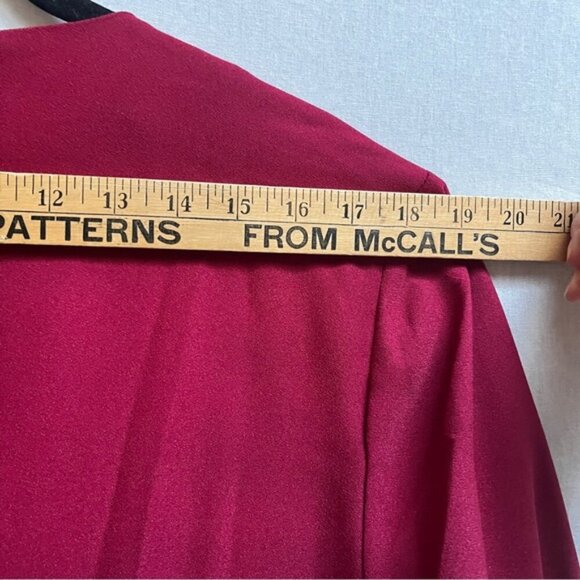 12 13 14 15 16 17 18 19 20 21
PATTERNS FROM McCALL'S